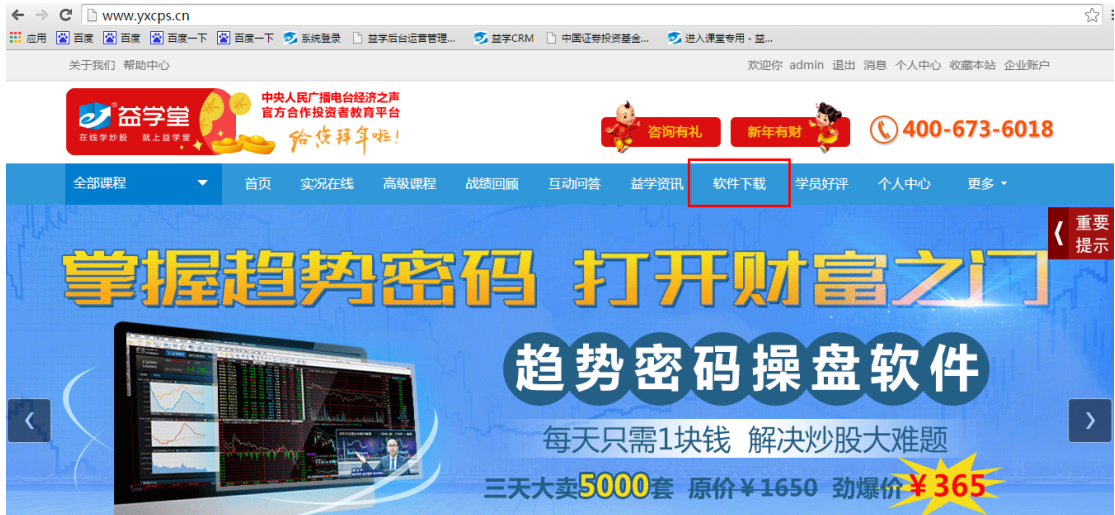 www.yxcps.cn
应用 百度 百度 百度一下 百度一下 系统登录 益学后台运营管理... 益学CRM 中国证券投资基金... 进入课堂专用 - 益...
关于我们 帮助中心 欢迎你 admin 退出 消息 个人中心 收藏本站 企业账户
益学堂
在线学炒股 就上益学堂
中央人民广播电台经济之声
官方合作投资者教育平台
给您拜年啦!
咨询有礼 新年有财 400-673-6018
全部课程 首页 实况在线 高级课程 战绩回顾 互动问答 益学资讯 软件下载 学员好评 个人中心 更多
重要
提示
掌握趋势密码 打开财富之门
趋势密码操盘软件
每天只需1块钱 解决炒股大难题
三天大卖5000套 原价¥1650 劲爆价¥365